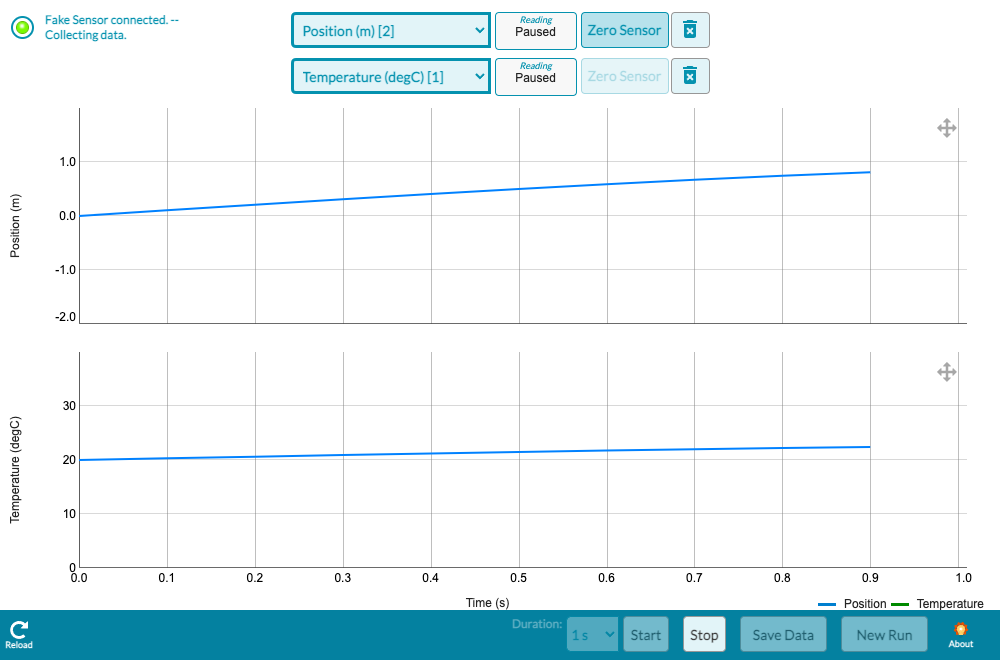 Fake Sensor connected. --
Collecting data.
Position (m) [2]
Reading
Paused
Zero Sensor
Temperature (degC) [1]
Reading
Paused
Zero Sensor
Position (m)
1.0
0.0
-1.0
-2.0
Temperature (degC)
30
20
10
0
0.0 0.1 0.2 0.3 0.4 0.5 0.6 0.7 0.8 0.9 1.0
Time (s)
Position Temperature
Reload
Duration:
1 s
Start
Stop
Save Data
New Run
About